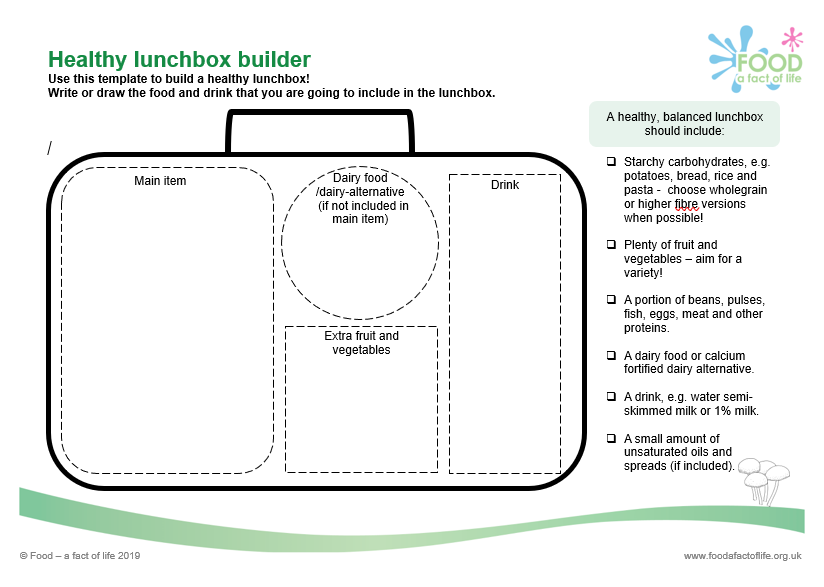 Healthy lunchbox builder
Use this template to build a healthy lunchbox!
Write or draw the food and drink that you are going to include in the lunchbox.
FOOD
a fact of life
/
Main item
Dairy food
/dairy-alternative
(if not included in
main item)
Drink
Extra fruit and
vegetables
A healthy, balanced lunchbox
should include:
Starchy carbohydrates, e.g.
potatoes, bread, rice and
pasta - choose wholegrain
or higher fibre versions
when possible!
Plenty of fruit and
vegetables – aim for a
variety!
A portion of beans, pulses,
fish, eggs, meat and other
proteins.
A dairy food or calcium
fortified dairy alternative.
A drink, e.g. water semi-
skimmed milk or 1% milk.
A small amount of
unsaturated oils and
spreads (if included).
© Food – a fact of life 2019
www.foodafactoflife.org.uk